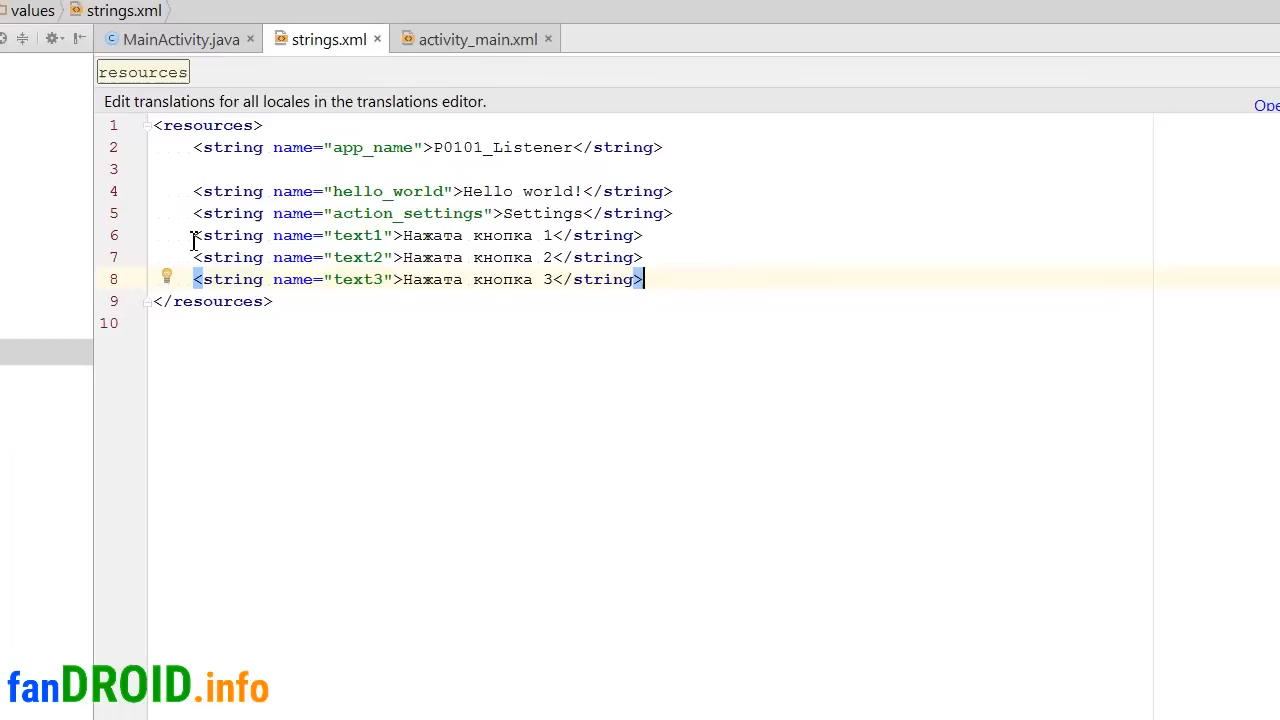 values strings.xml
MainActivity.java strings.xml activity_main.xml
resources
Edit translations for all locales in the translations editor.
1 <resources>
2 <string name="app_name">P0101_Listener</string>
3
4 <string name="hello_world">Hello world!</string>
5 <string name="action_settings">Settings</string>
6 <string name="text1">Нажата кнопка 1</string>
7 <string name="text2">Нажата кнопка 2</string>
8 <string name="text3">Нажата кнопка 3</string>
9 </resources>
10
fanDROID.info